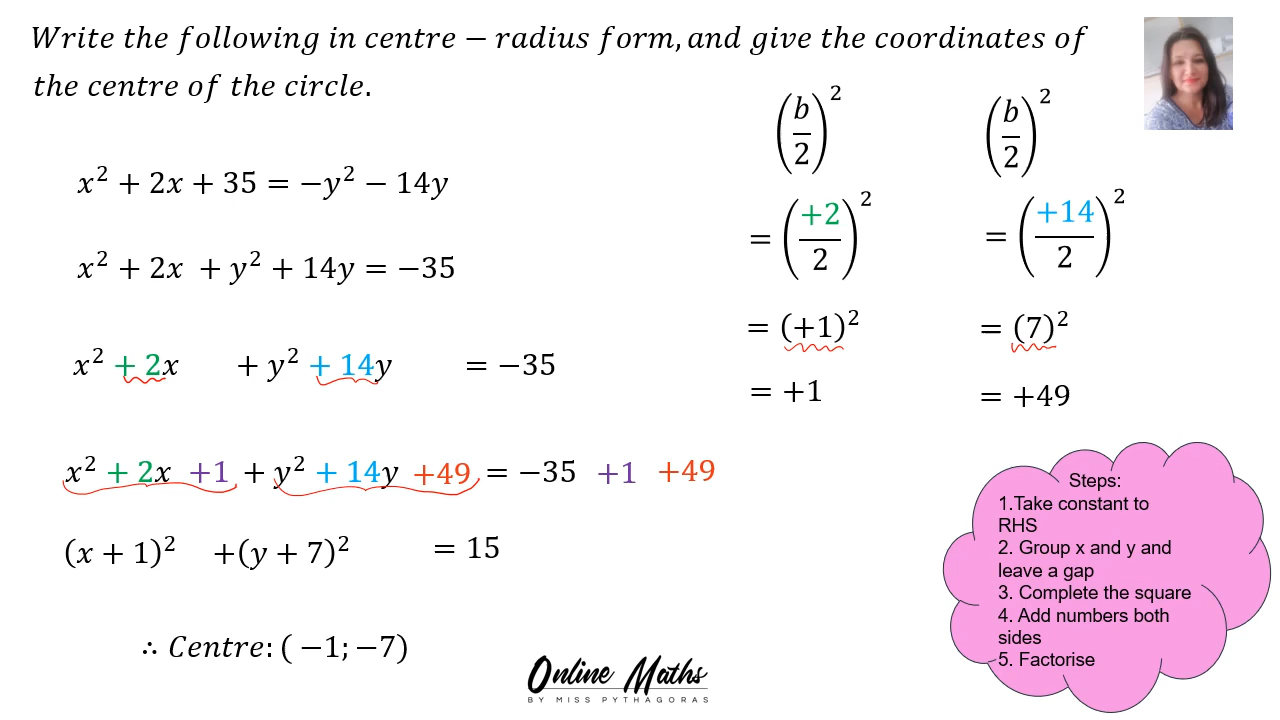 Write the following in centre − radius form, and give the coordinates of
the centre of the circle.
x² + 2x + 35 = −y² − 14y
x² + 2x + y² + 14y = −35
x² + 2x + y² + 14y = −35
x² + 2x +1 + y² + 14y +49 = −35 +1 +49
(x + 1)² +(y + 7)² = 15
∴ Centre: ( −1; −7)
(b/2)²
= (+2/2)²
= (+1)²
= +1
(b/2)²
= (+14/2)²
= (7)²
= +49
Steps:
1.Take constant to
RHS
2. Group x and y and
leave a gap
3. Complete the square
4. Add numbers both
sides
5. Factorise
Online Maths
BY MISS PYTHAGORAS